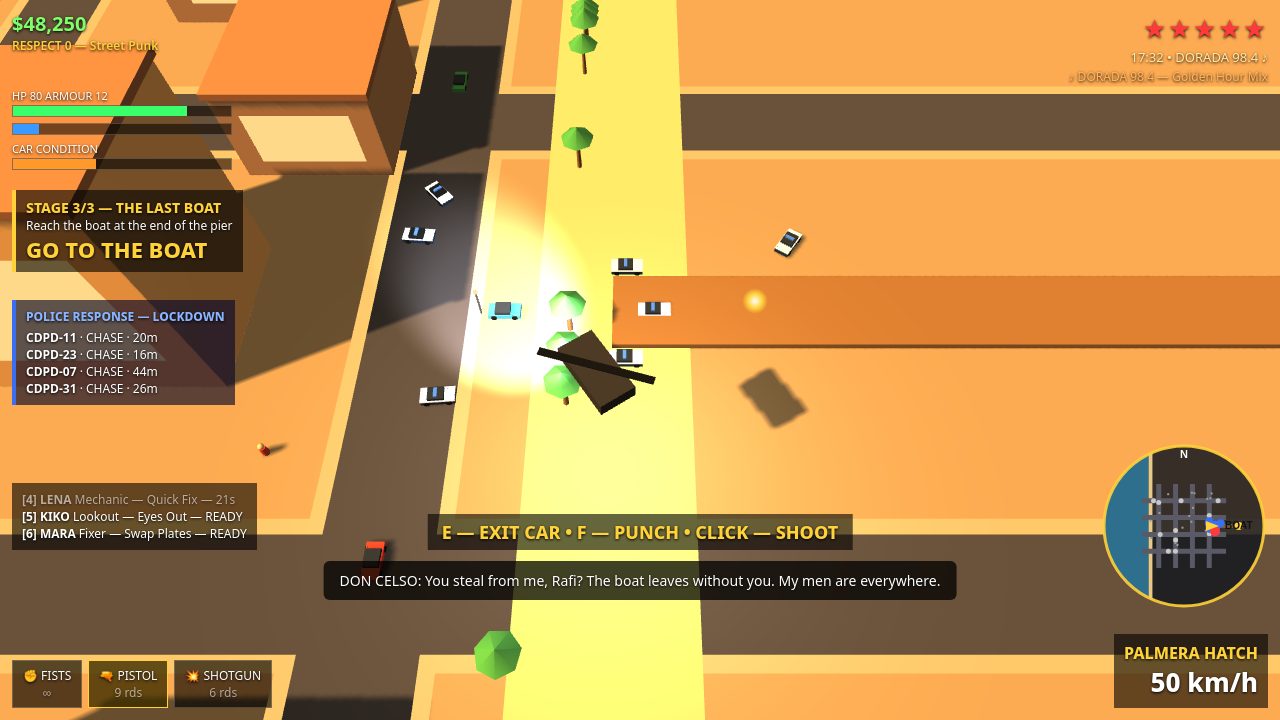 $48,250
RESPECT 0 — Street Punk
HP 80 ARMOUR 12
CAR CONDITION
STAGE 3/3 — THE LAST BOAT
Reach the boat at the end of the pier
GO TO THE BOAT
POLICE RESPONSE — LOCKDOWN
CDPD-11 · CHASE · 20m
CDPD-23 · CHASE · 16m
CDPD-07 · CHASE · 44m
CDPD-31 · CHASE · 26m
[4] LENA Mechanic — Quick Fix — 21s
[5] KIKO Lookout — Eyes Out — READY
[6] MARA Fixer — Swap Plates — READY
★★★★★
17:32 • DORADA 98.4 ♪
♪ DORADA 98.4 — Golden Hour Mix
E — EXIT CAR • F — PUNCH • CLICK — SHOOT
DON CELSO: You steal from me, Rafi? The boat leaves without you. My men are everywhere.
N
BOAT
✊ FISTS
∞
🔫 PISTOL
9 rds
💥 SHOTGUN
6 rds
PALMERA HATCH
50 km/h